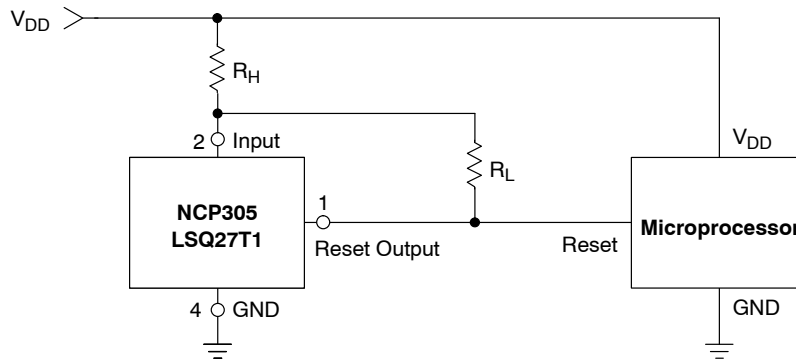 V_DD
R_H
2 Input
V_DD
R_L
NCP305
LSQ27T1
1
Reset Output
Reset
Microprocessor
4 GND
GND